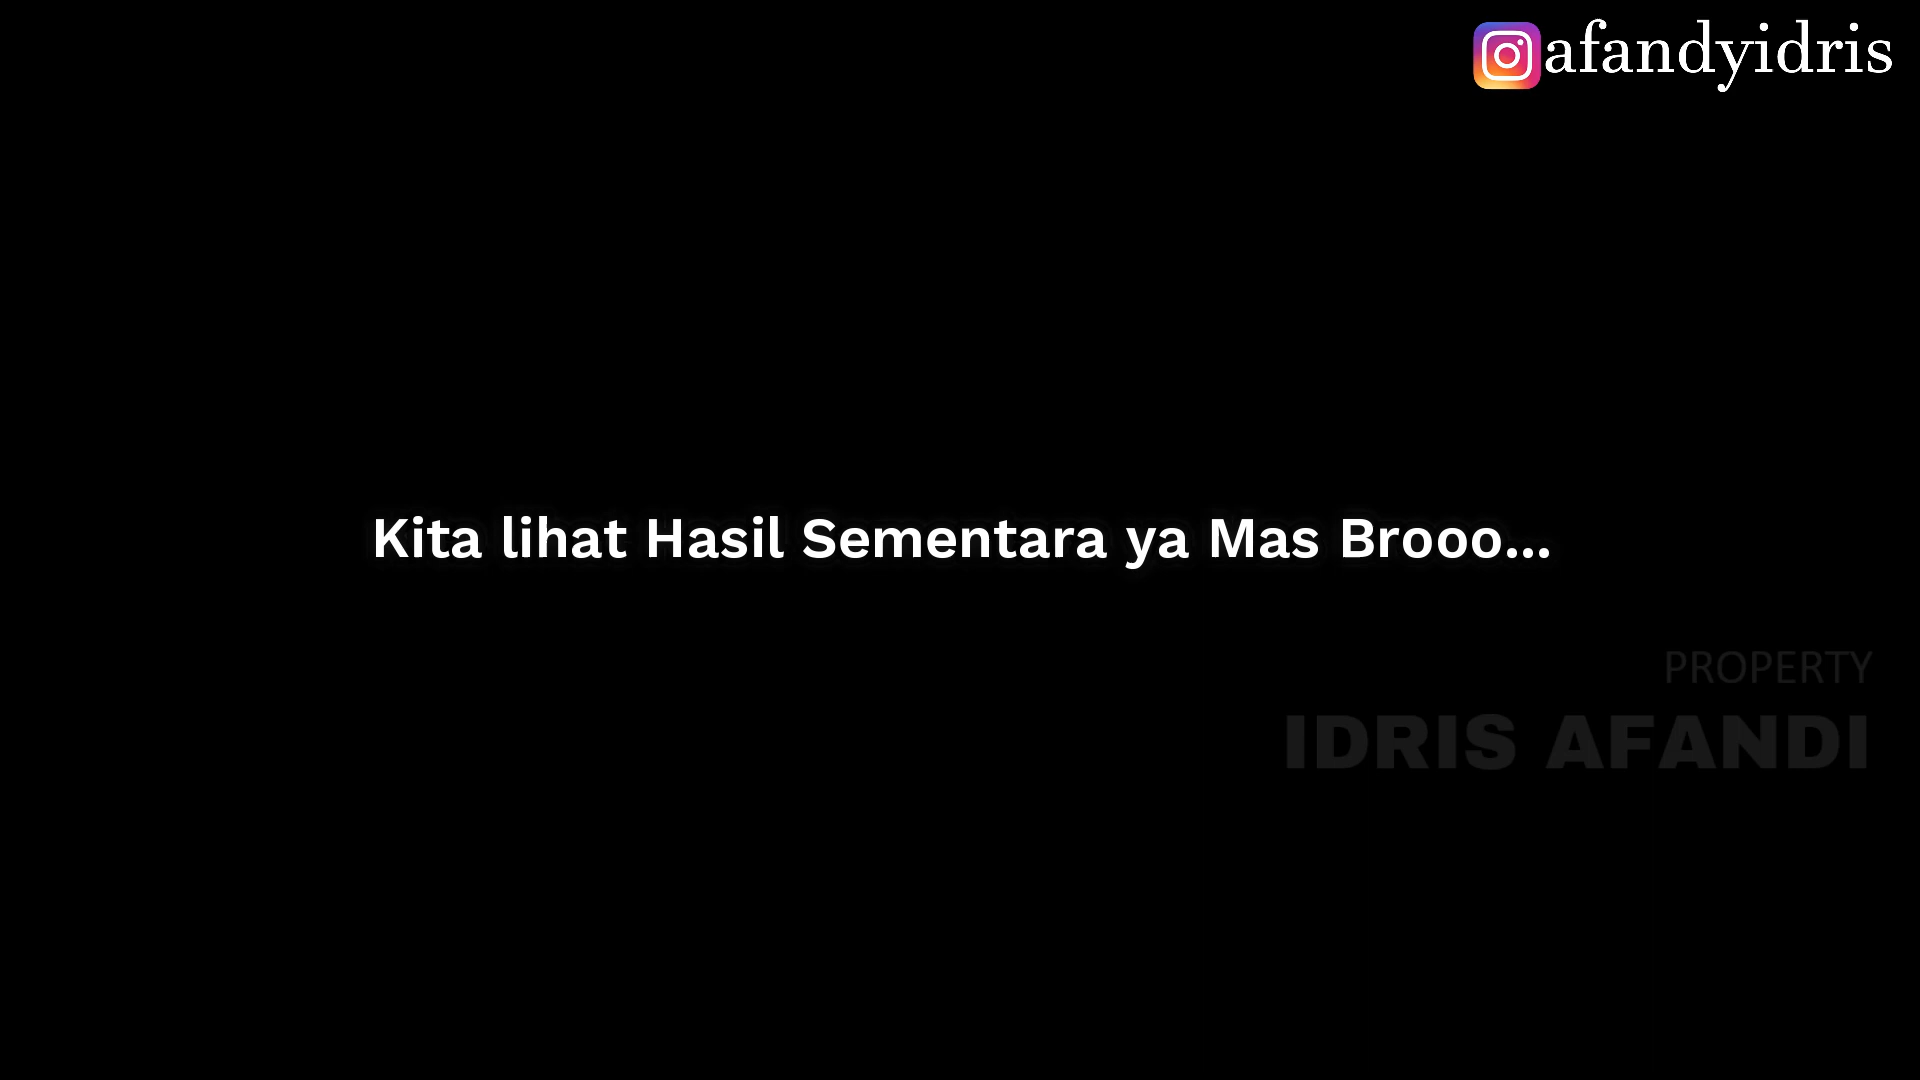 afandyidris
Kita lihat Hasil Sementara ya Mas Brooo...
PROPERTY
IDRIS AFANDI